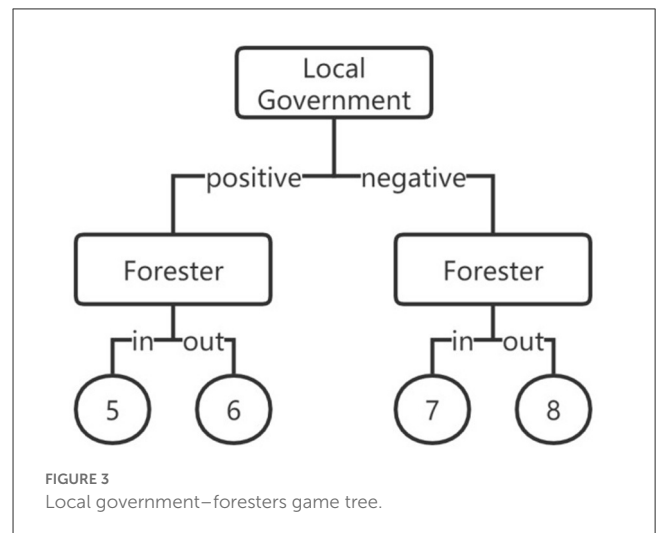 Local
Government
positive negative
Forester Forester
in out in out
5 6 7 8
FIGURE 3
Local government–foresters game tree.